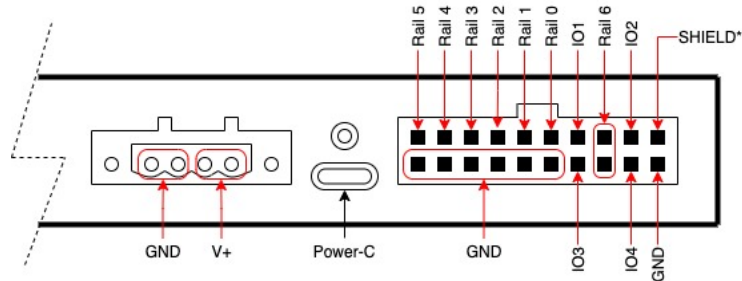 Rail 5
Rail 4
Rail 3
Rail 2
Rail 1
Rail 0
IO1
Rail 6
IO2
SHIELD*
GND
V+
Power-C
GND
IO3
IO4
GND